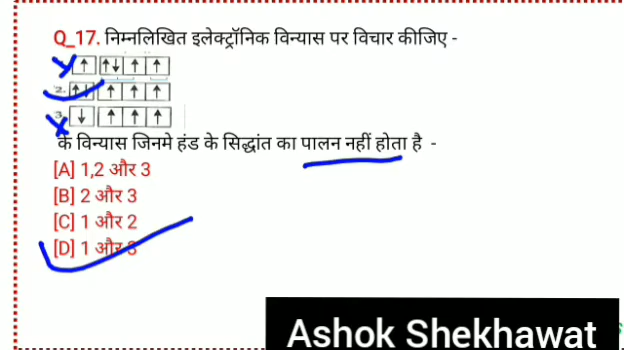 Q_17. निम्नलिखित इलेक्ट्रॉनिक विन्यास पर विचार कीजिए -
↑ ↑↓ ↑ ↑
2. ↑↓ ↑ ↑ ↑
3. ↓ ↑ ↑ ↑
के विन्यास जिनमे हंड के सिद्धांत का पालन नहीं होता है -
[A] 1,2 और 3
[B] 2 और 3
[C] 1 और 2
[D] 1 और 3
Ashok Shekhawat